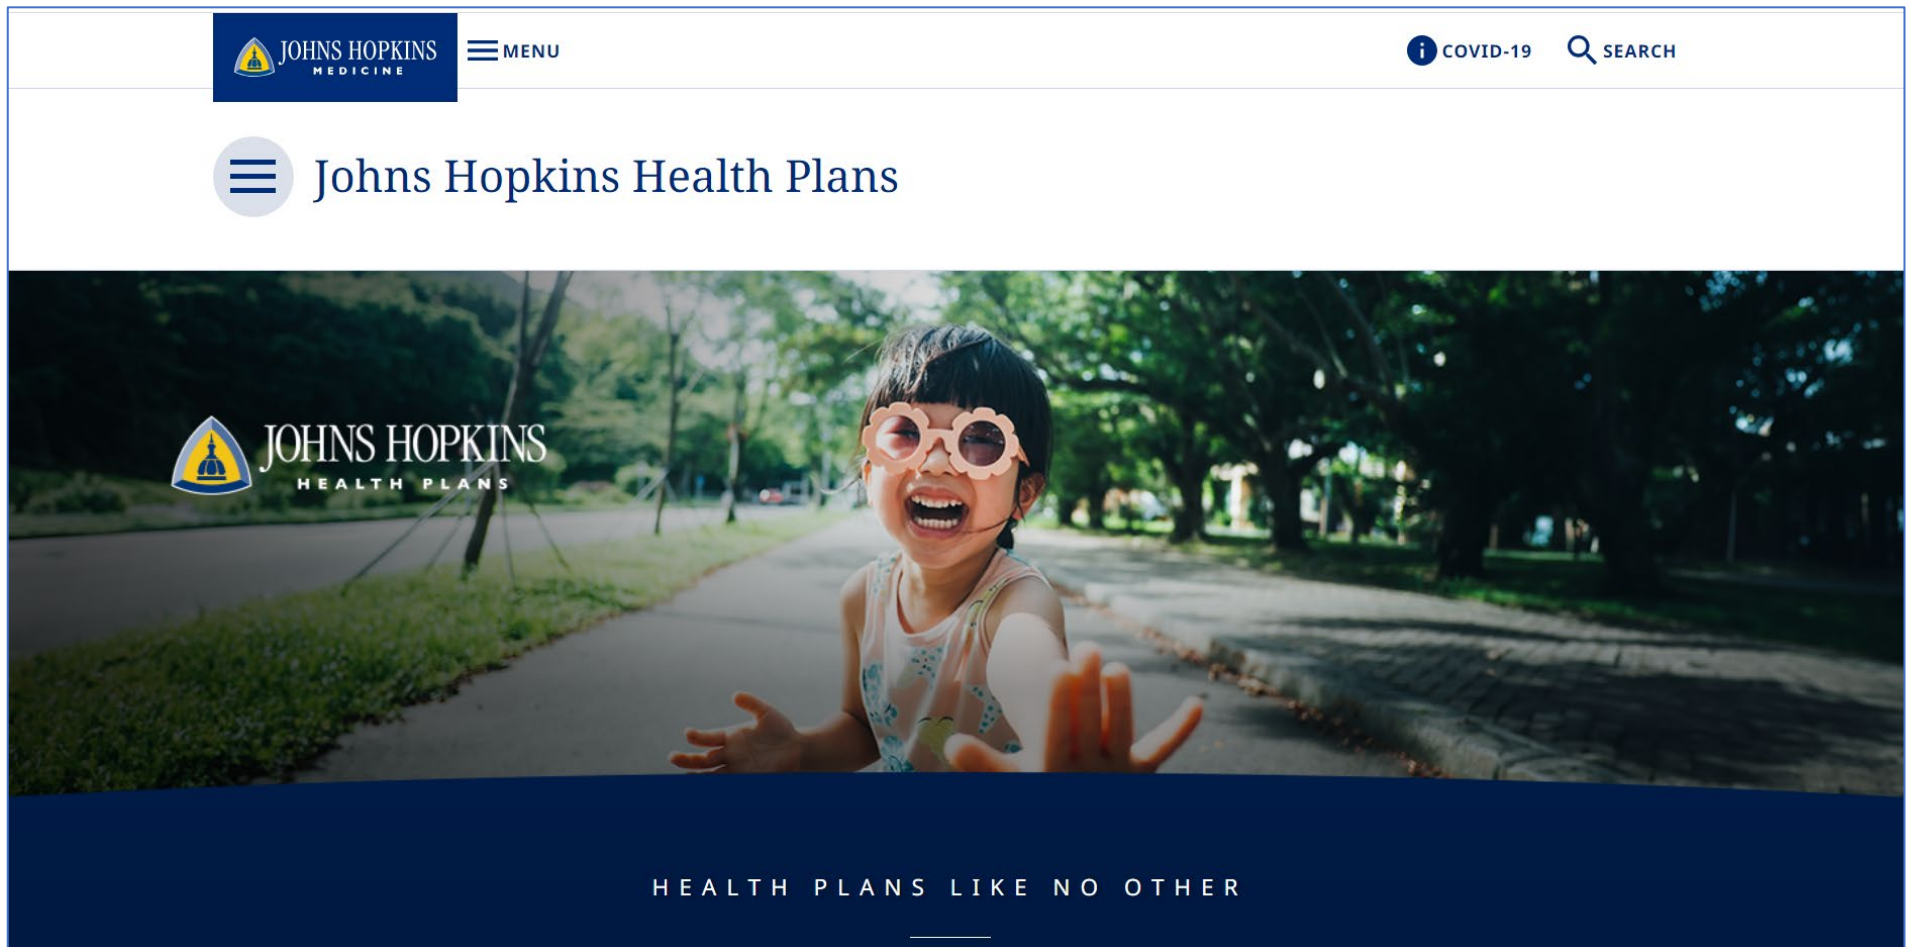 JOHNS HOPKINS
MEDICINE
MENU
COVID-19
SEARCH
Johns Hopkins Health Plans
JOHNS HOPKINS
HEALTH PLANS
HEALTH PLANS LIKE NO OTHER